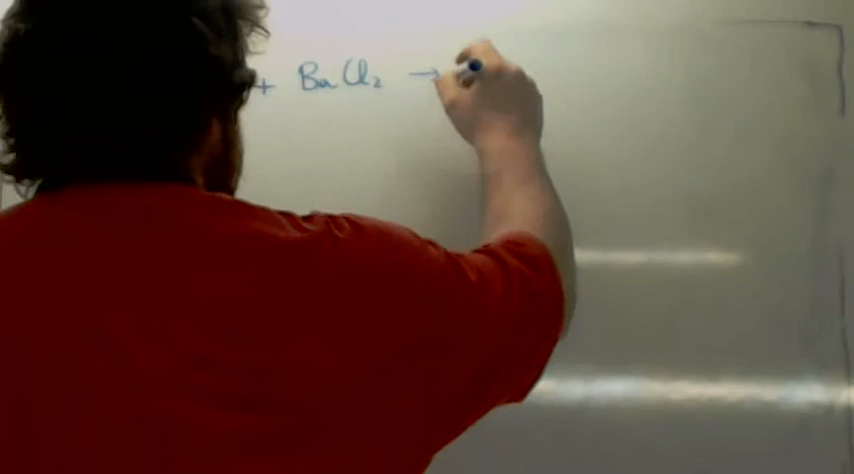 + BaCl₂ →